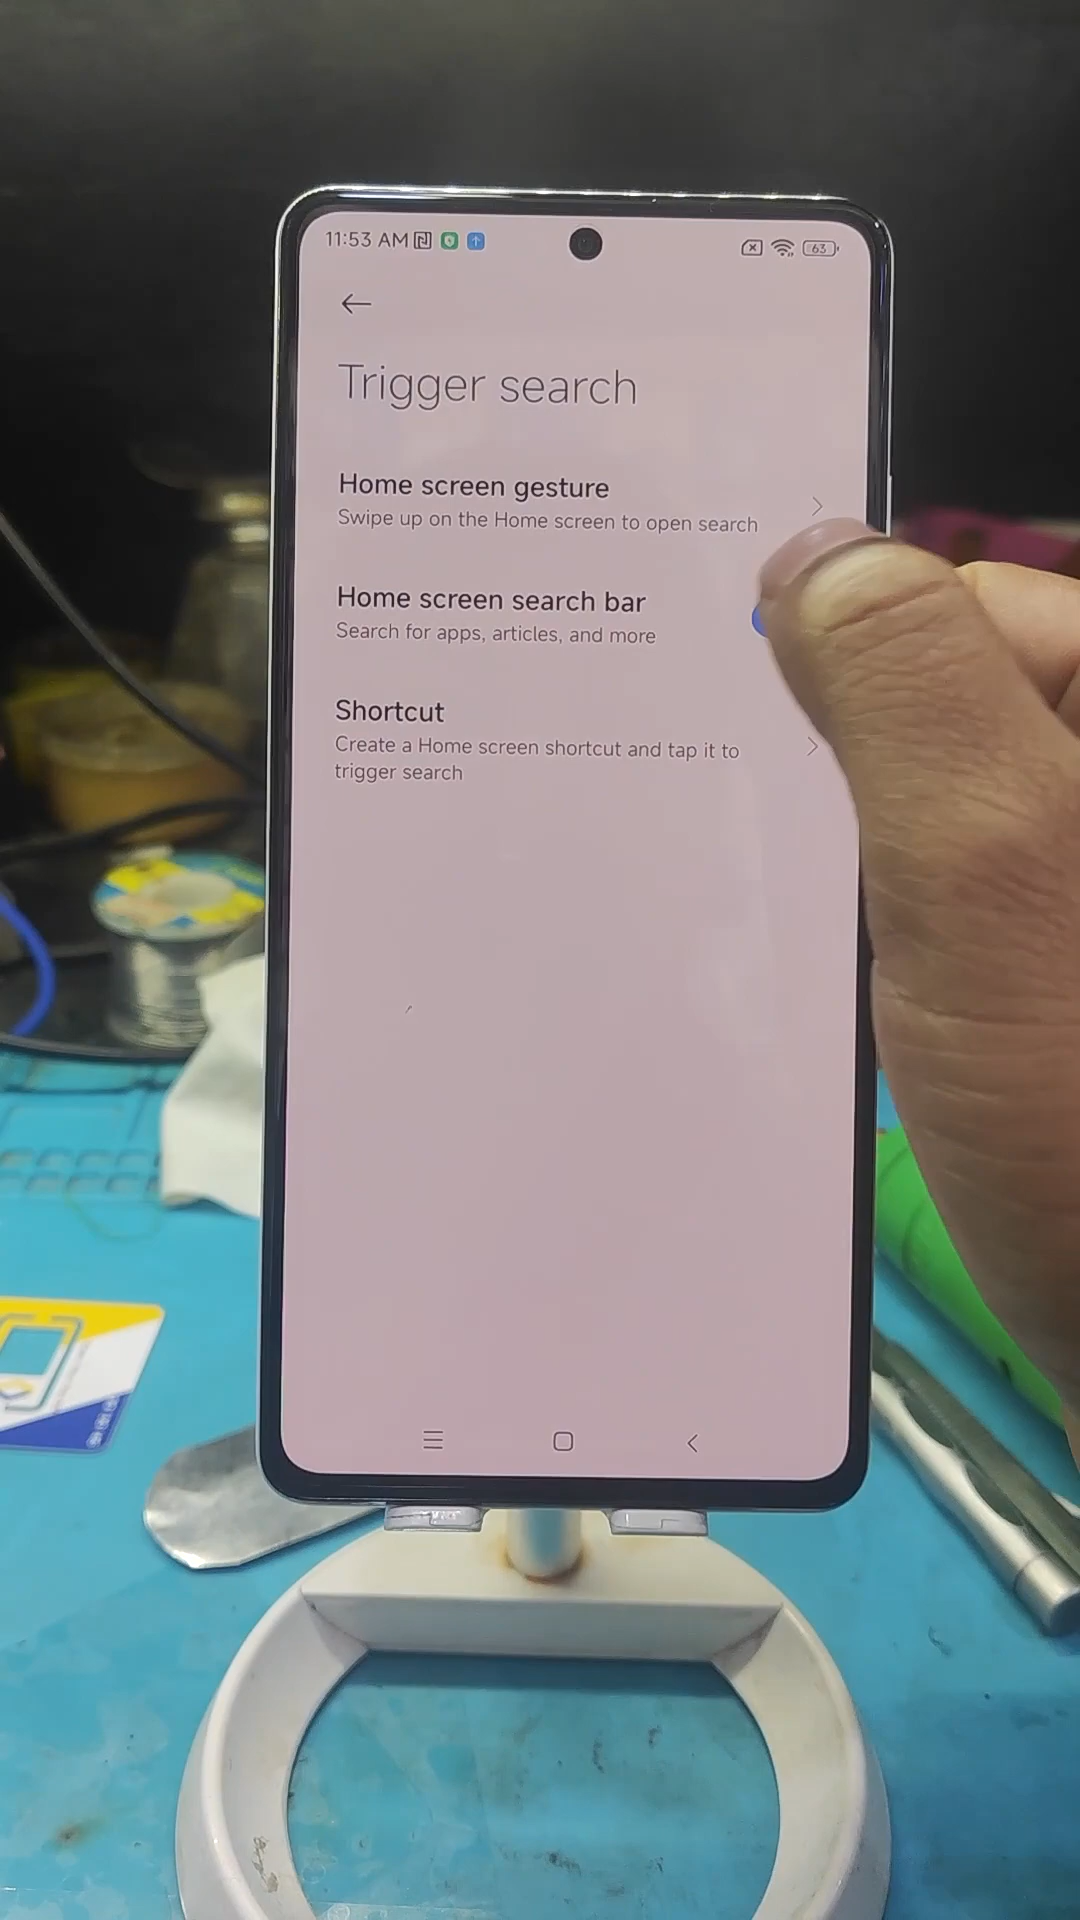 11:53 AM
63
Trigger search
Home screen gesture
Swipe up on the Home screen to open search
Home screen search bar
Search for apps, articles, and more
Shortcut
Create a Home screen shortcut and tap it to
trigger search